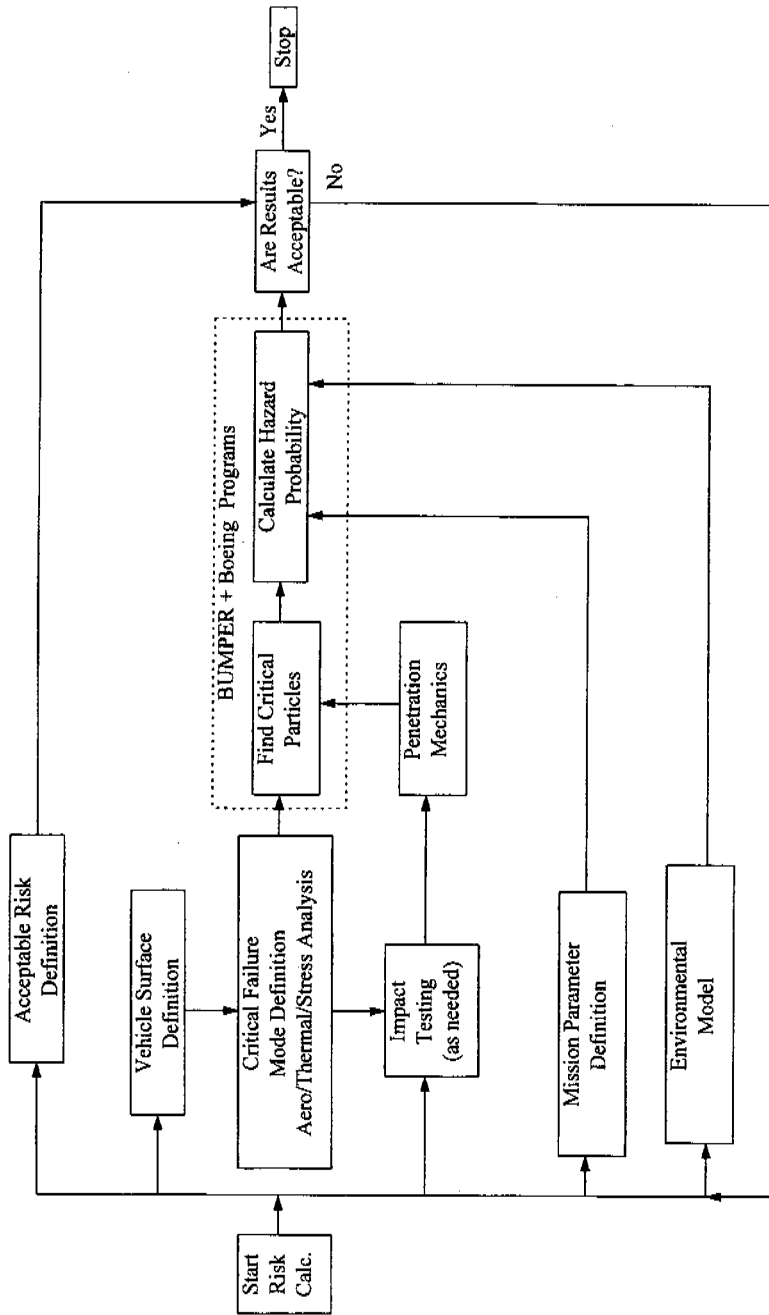 Start
Risk
Calc.
Acceptable Risk
Definition
Vehicle Surface
Definition
Critical Failure
Mode Definition
Aero/Thermal/Stress Analysis
Impact
Testing
(as needed)
Mission Parameter
Definition
Environmental
Model
BUMPER + Boeing Programs
Find Critical
Particles
Penetration
Mechanics
Calculate Hazard
Probability
Are Results
Acceptable?
Yes
No
Stop